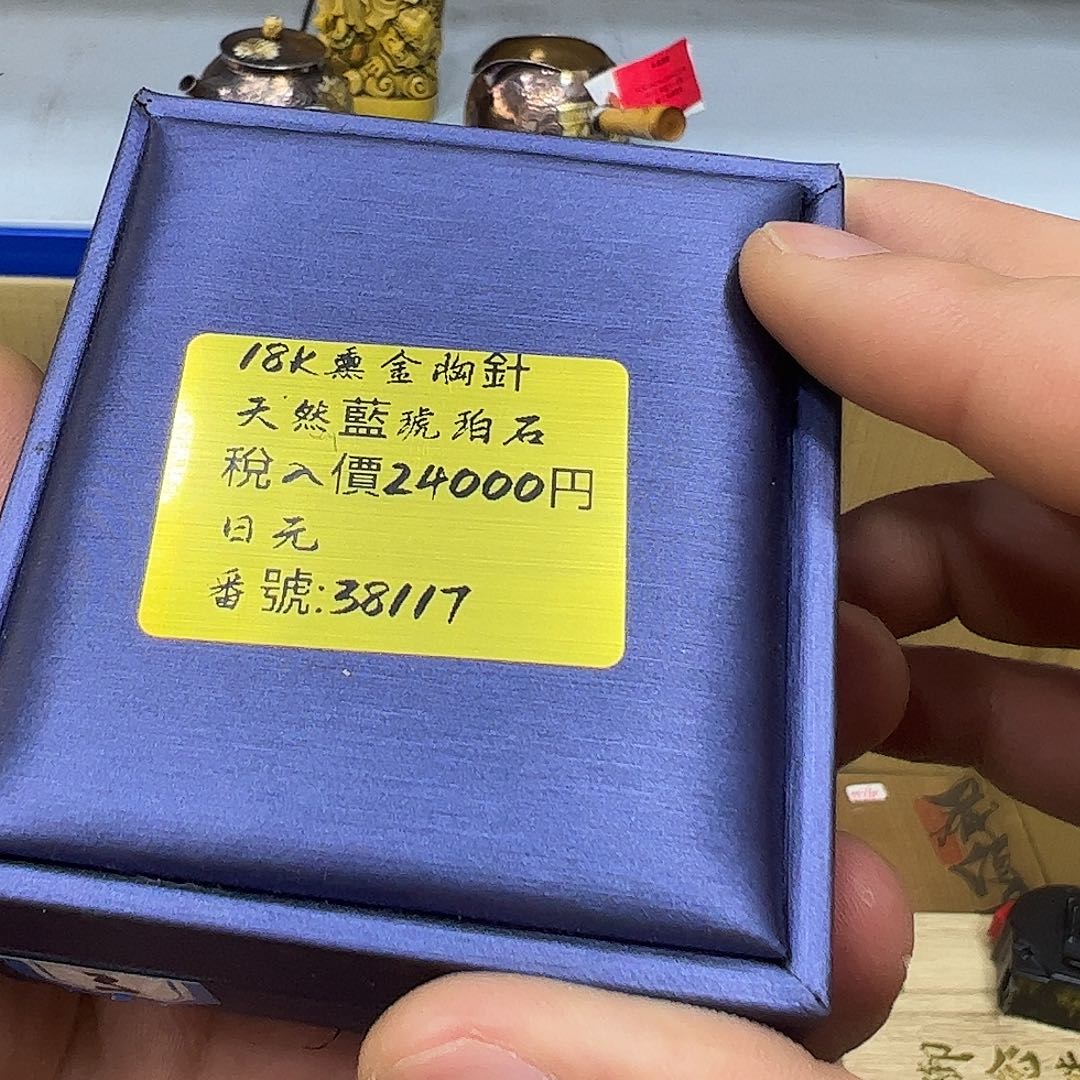 18K熏金胸針
天然藍琥珀石
税入價24000円
日元
番號:38117